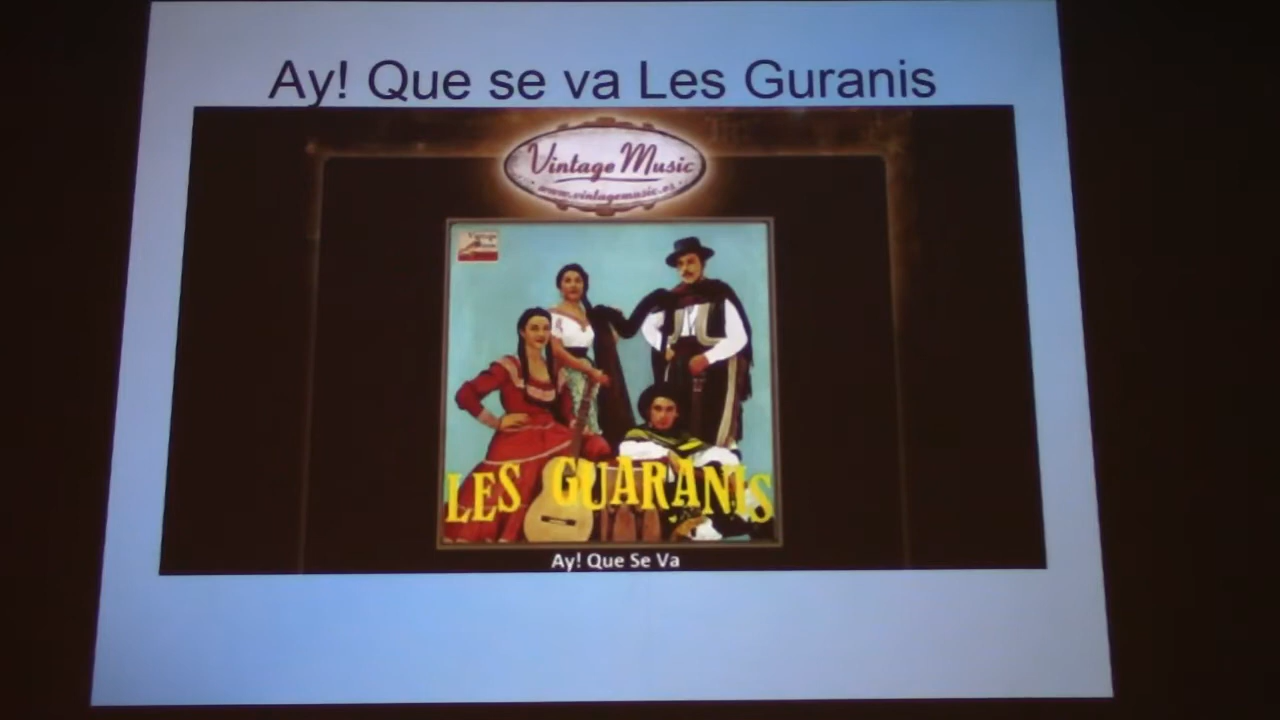 Ay! Que se va Les Guranis
Vintage Music
www.vintagemusic.es
LES GUARANIS
Ay! Que Se Va